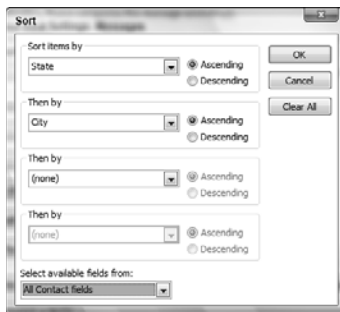 Sort
Sort items by
State
Ascending
Descending
OK
Cancel
Clear All
Then by
City
Ascending
Descending
Then by
(none)
Ascending
Descending
Then by
(none)
Ascending
Descending
Select available fields from:
All Contact fields